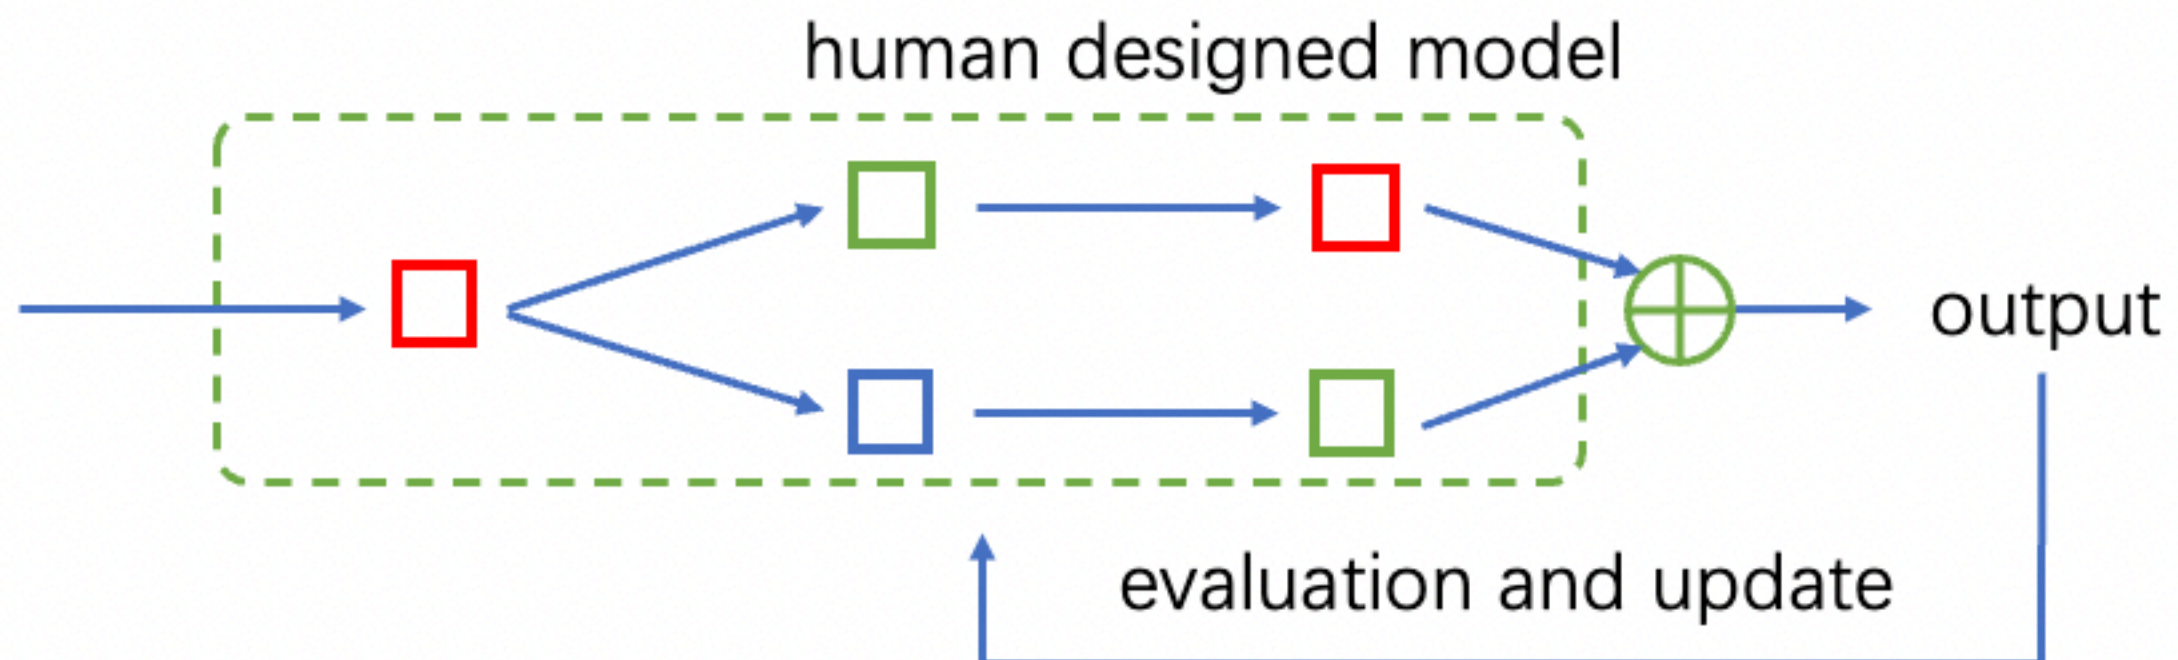 human designed model
output
evaluation and update